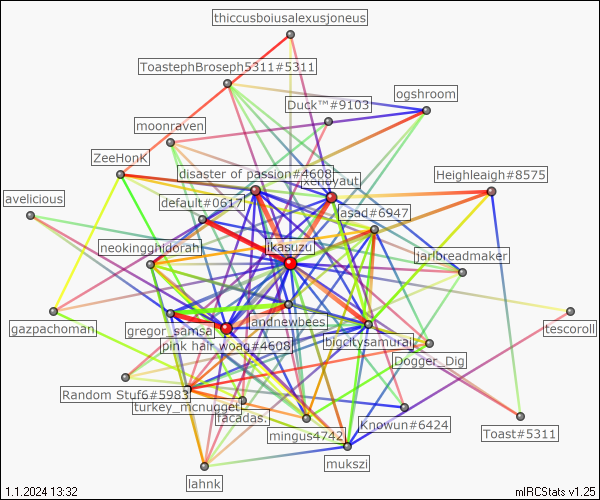 thiccusboiusalexusjoneus
ToastephBroseph5311#5311
ogshroom
Duck™#9103
moonraven
ZeeHonK
disaster of passion#4608
Heighleaigh#8575
avelicious
default#0617
asad#6947
neokingghidorah
ikasuzu
jarlbreadmaker
gazpachoman
gregor_samsa
andnewbees
tescoroll
pink hair woag#4608
bigcitysamurai
Dogger_Dig
Random Stuf6#5983
turkey_mcnugget
facadas.
Knowun#6424
mingus4742
Toast#5311
mukszi
lahnk
1.1.2024 13:32
mIRCStats v1.25